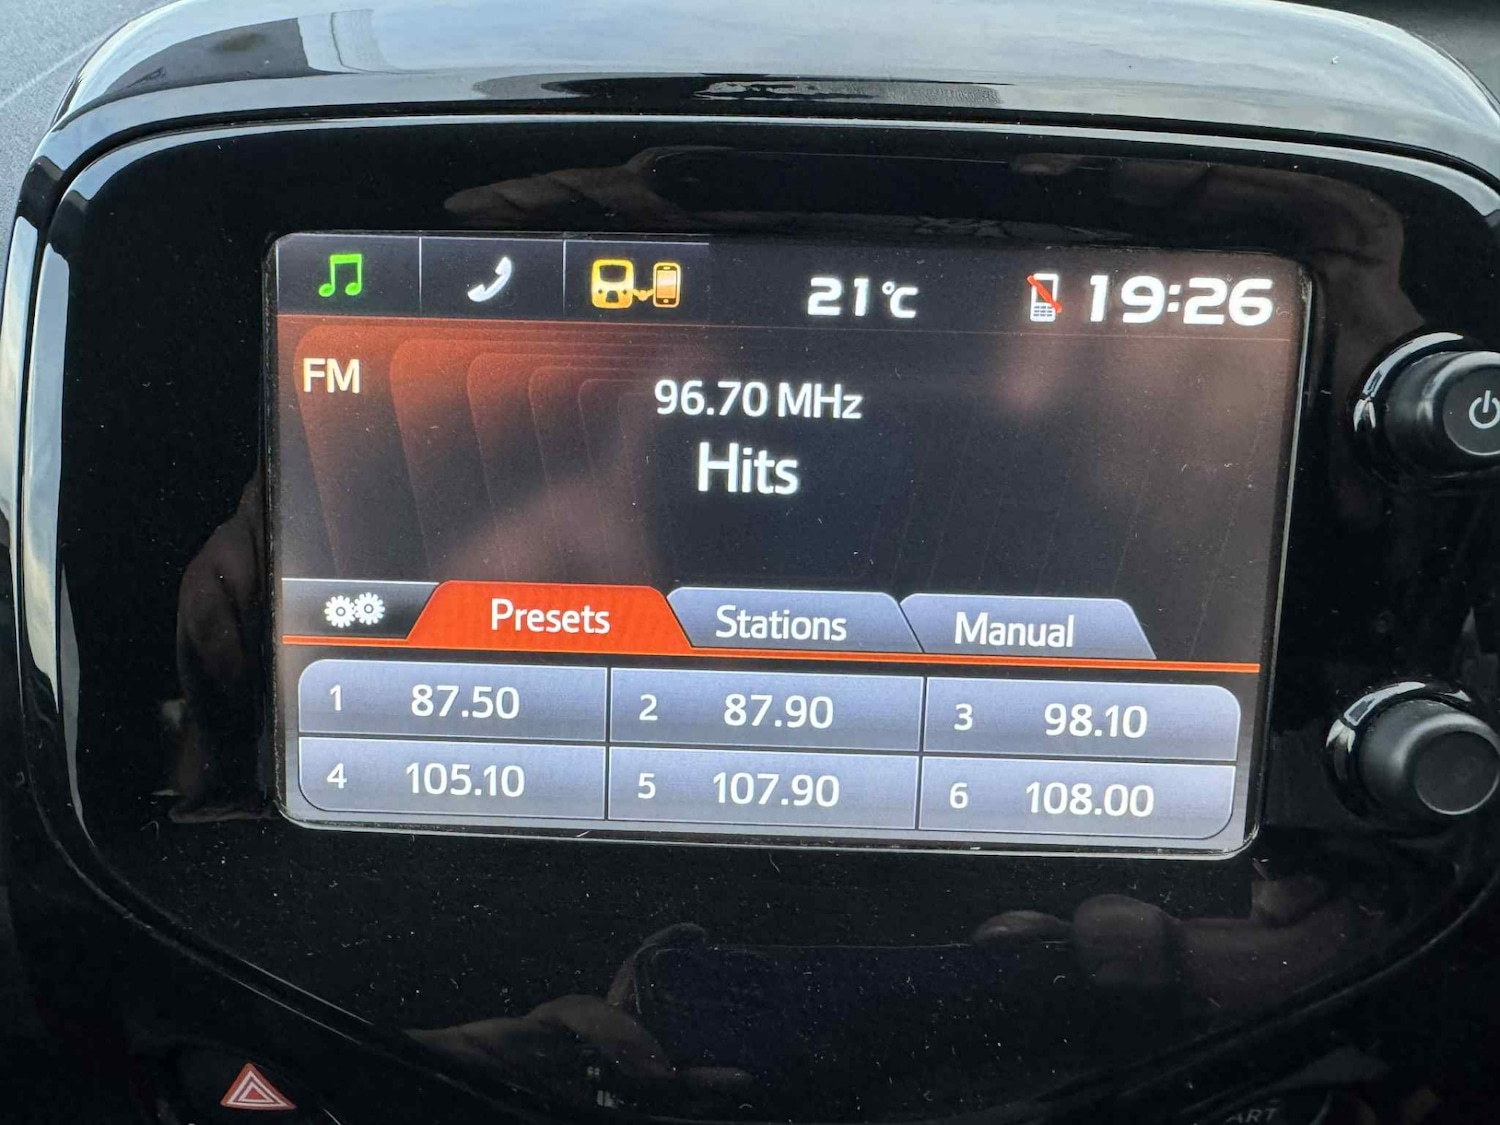 21°C 19:26
FM
96.70 MHz
Hits
Presets Stations Manual
1 87.50 2 87.90 3 98.10
4 105.10 5 107.90 6 108.00